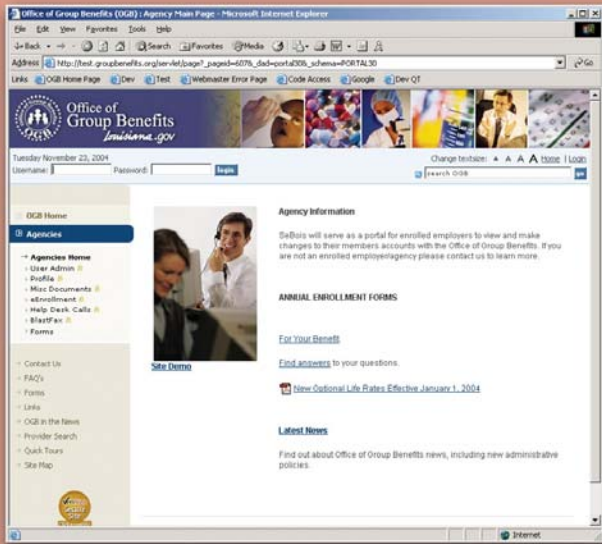 Office of Group Benefits (OGB) : Agency Main Page - Microsoft Internet Explorer
File Edit View Favorites Tools Help
Back Search Favorites Media
Address http://test.groupbenefits.org/servlet/page?_pageid=607&_dad=portal30&_schema=PORTAL30 Go
Links OGB Home Page Dev Test Webmaster Error Page Code Access Google Dev QT
Office of
Group Benefits
Louisiana.gov
OGB
Tuesday November 23, 2004
Change textsize: A A A A Home | Login
Username: Password: login
search OGB go
OGB Home
Agencies
Agencies Home
User Admin
Profile
Misc Documents
eEnrollment
Help Desk Calls
BlastFax
Forms
Contact Us
FAQ's
Forms
Links
OGB in the News
Provider Search
Quick Tours
Site Map
Secure
Site
Site Demo
Agency Information
SeBois will serve as a portal for enrolled employers to view and make
changes to their members accounts with the Office of Group Benefits. If you
are not an enrolled employer/agency please contact us to learn more.
ANNUAL ENROLLMENT FORMS
For Your Benefit
Find answers to your questions.
New Optional Life Rates Effective January 1, 2004
Latest News
Find out about Office of Group Benefits news, including new administrative
policies.
Internet